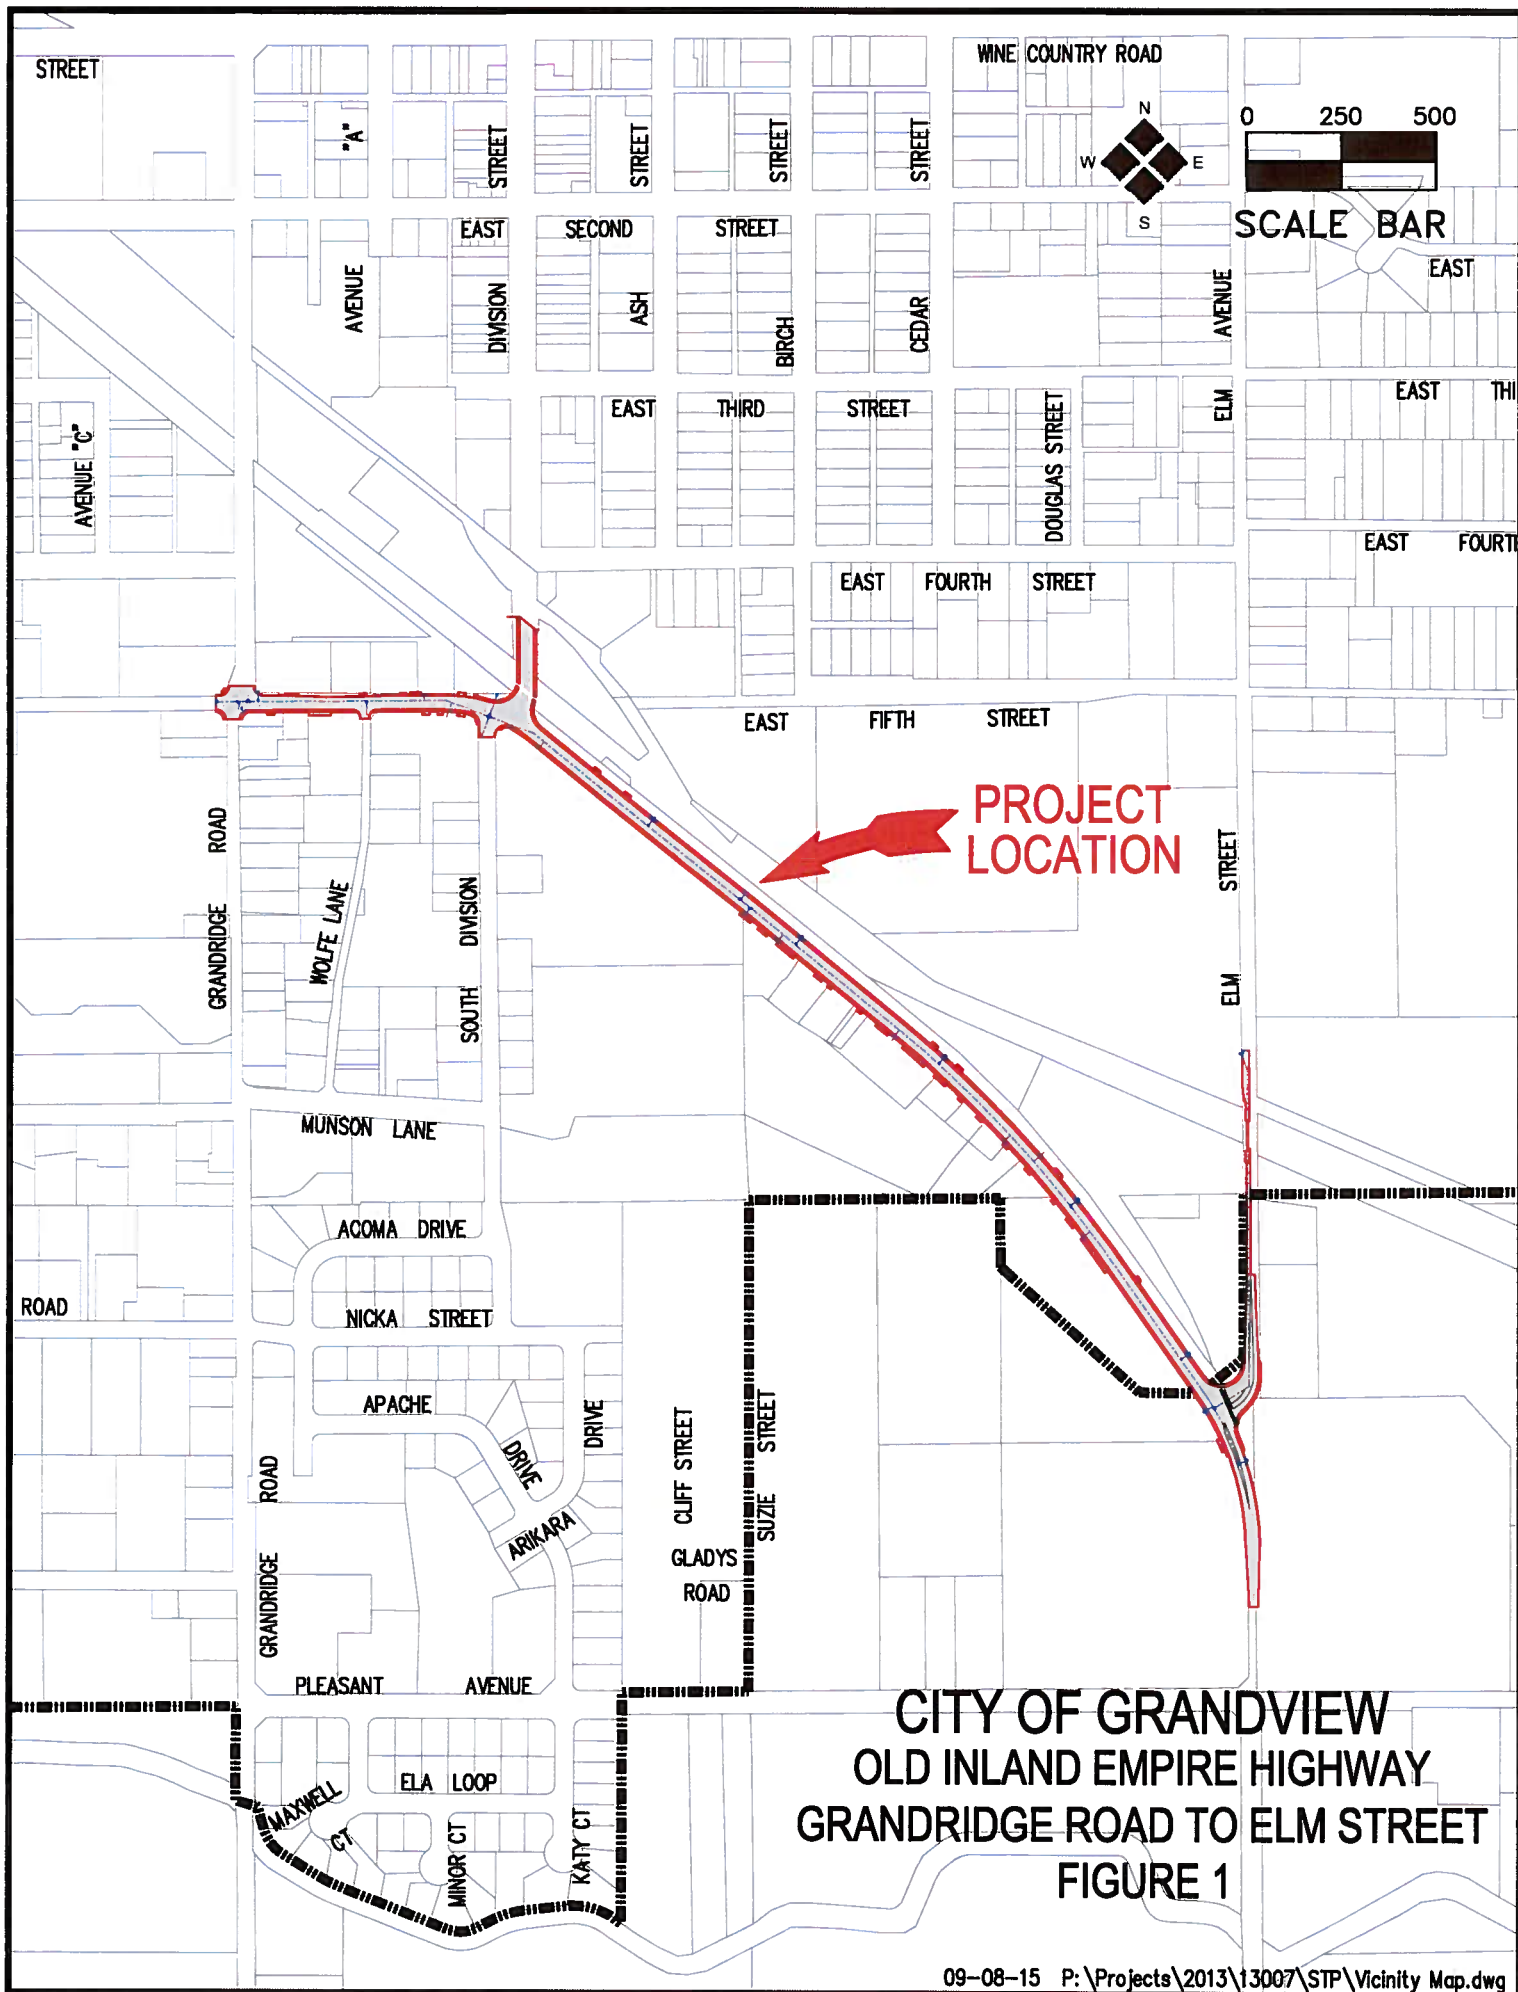 STREET
WINE COUNTRY ROAD
0 250 500
N
W E
S
SCALE BAR
"A"
AVENUE
STREET
DIVISION
STREET
ASH
STREET
BIRCH
STREET
CEDAR
EAST SECOND STREET
AVENUE
ELM
EAST
EAST THIRD STREET
EAST THI
AVENUE "C"
DOUGLAS STREET
EAST FOURTH STREET
EAST FOURTH
EAST FIFTH STREET
PROJECT
LOCATION
GRANDRIDGE ROAD
WOLFE LANE
SOUTH DIVISION
ELM STREET
MUNSON LANE
ACOMA DRIVE
ROAD
NICKA STREET
APACHE
DRIVE
DRIVE
ARIKARA
CLIFF STREET
SUZIE STREET
GLADYS
ROAD
GRANDRIDGE ROAD
PLEASANT AVENUE
ELA LOOP
MAXWELL
CT
MINOR CT
KATY CT
CITY OF GRANDVIEW
OLD INLAND EMPIRE HIGHWAY
GRANDRIDGE ROAD TO ELM STREET
FIGURE 1
09-08-15 P:\Projects\2013\13007\STP\Vicinity Map.dwg